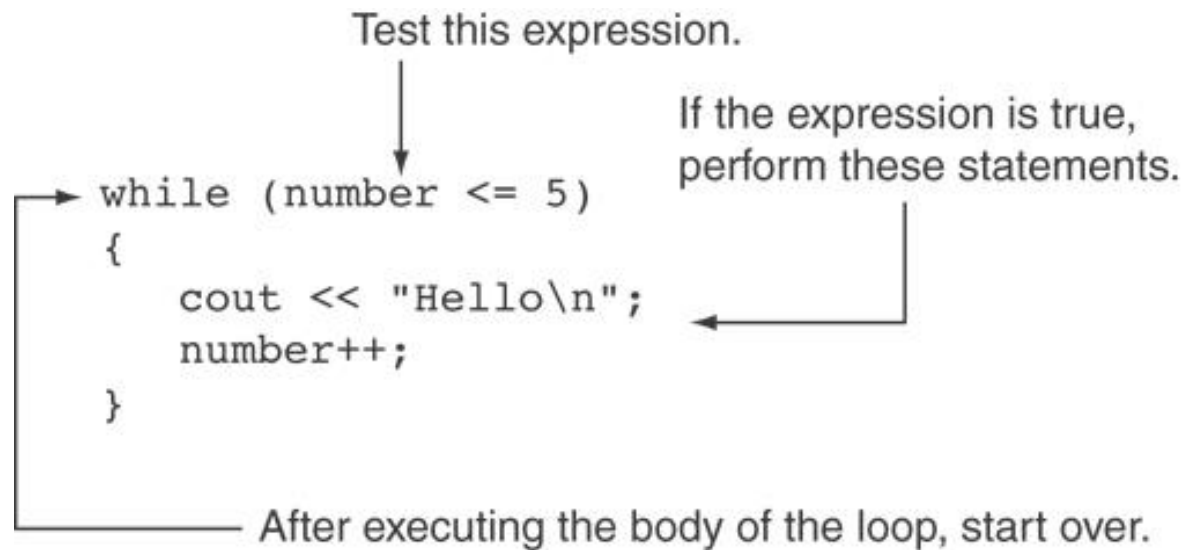 Test this expression.
If the expression is true,
perform these statements.
while (number <= 5)
{
cout << "Hello\n";
number++;
}
After executing the body of the loop, start over.